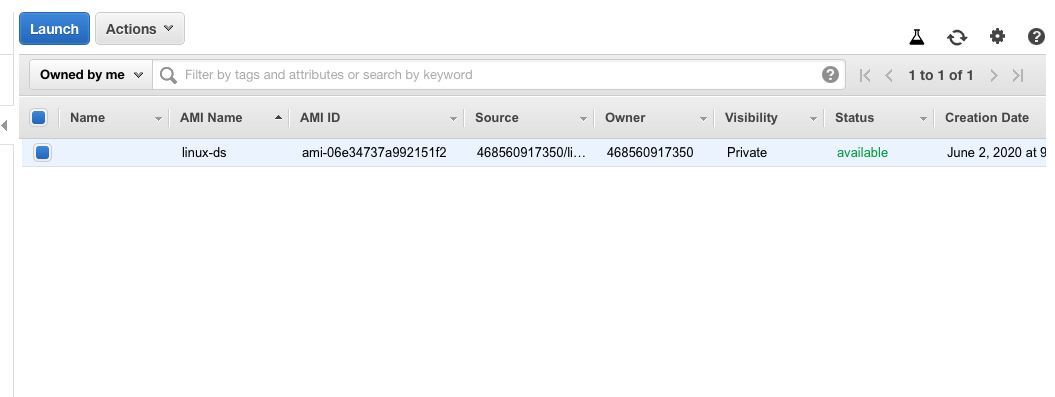 Launch Actions
Owned by me Filter by tags and attributes or search by keyword ? 1 to 1 of 1 ?
Name AMI Name AMI ID Source Owner Visibility Status Creation Date
linux-ds ami-06e34737a992151f2 468560917350/li... 468560917350 Private available June 2, 2020 at 9